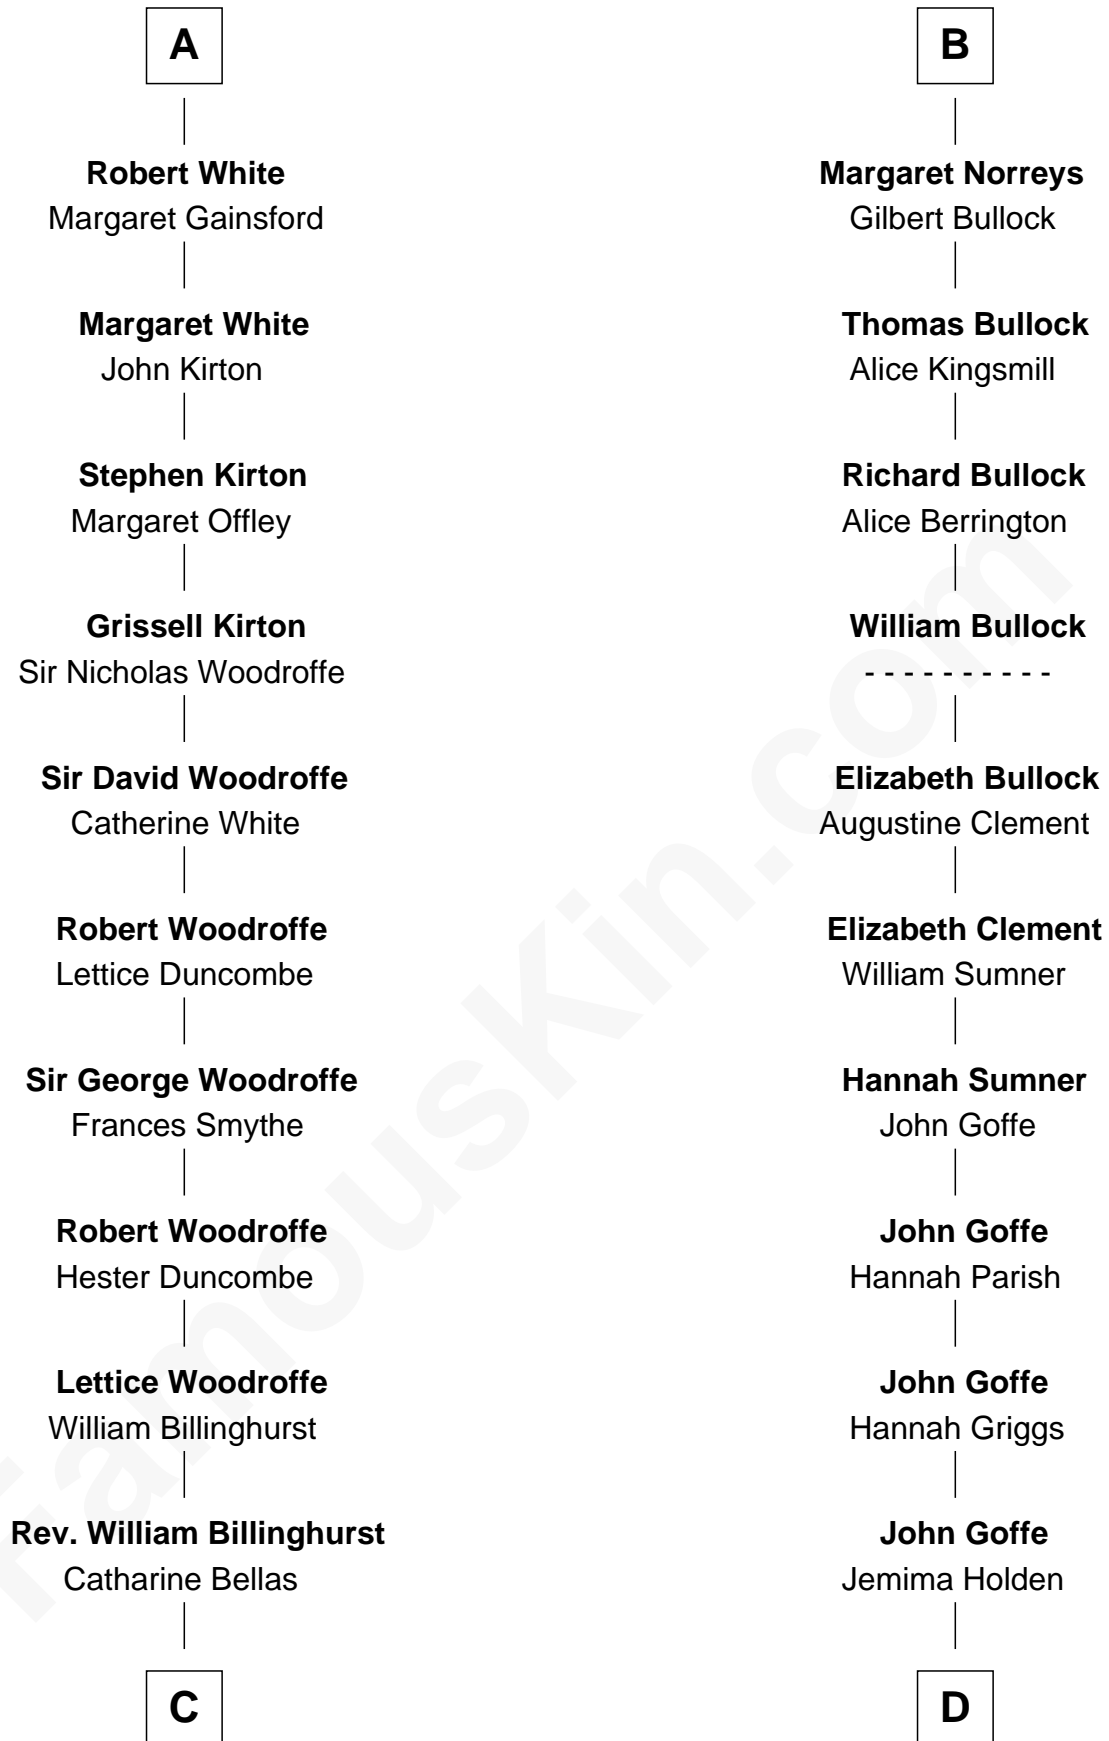 A
Robert White
Margaret Gainsford
Margaret White
John Kirton
Stephen Kirton
Margaret Offley
Grissell Kirton
Sir Nicholas Woodroffe
Sir David Woodroffe
Catherine White
Robert Woodroffe
Lettice Duncombe
Sir George Woodroffe
Frances Smythe
Robert Woodroffe
Hester Duncombe
Lettice Woodroffe
William Billinghurst
Rev. William Billinghurst
Catharine Bellas
C
B
Margaret Norreys
Gilbert Bullock
Thomas Bullock
Alice Kingsmill
Richard Bullock
Alice Berrington
William Bullock
- - - - - - - - - -
Elizabeth Bullock
Augustine Clement
Elizabeth Clement
William Sumner
Hannah Sumner
John Goffe
John Goffe
Hannah Parish
John Goffe
Hannah Griggs
John Goffe
Jemima Holden
D
FamousKin.com